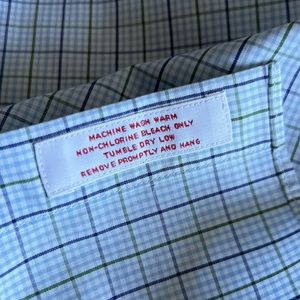 MACHINE WASH WARM
NON-CHLORINE BLEACH ONLY
TUMBLE DRY LOW
REMOVE PROMPTLY AND HANG